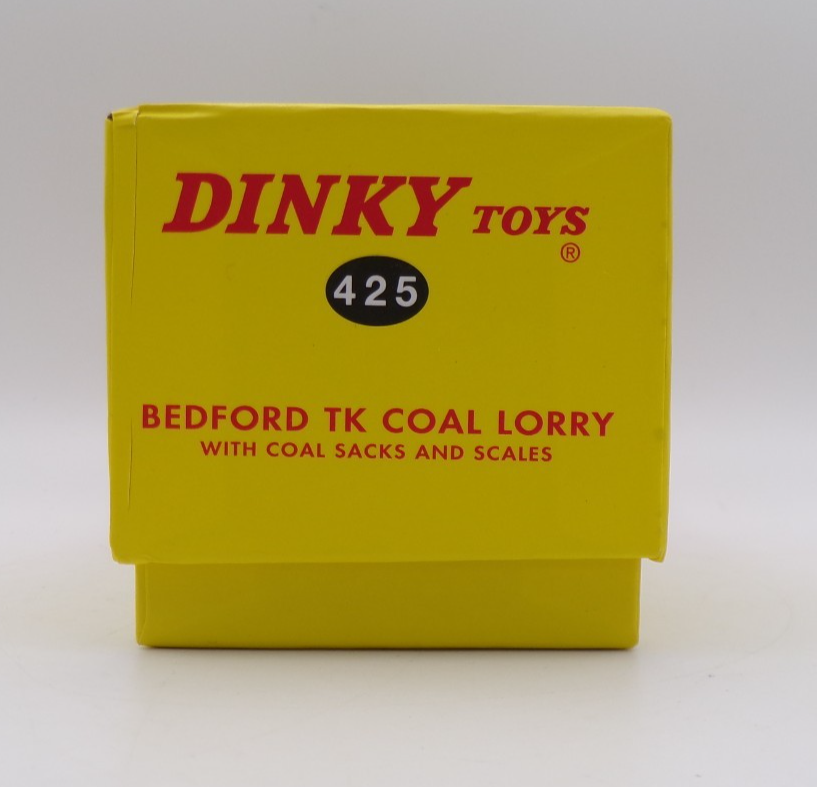 DINKY TOYS
®
425
BEDFORD TK COAL LORRY
WITH COAL SACKS AND SCALES